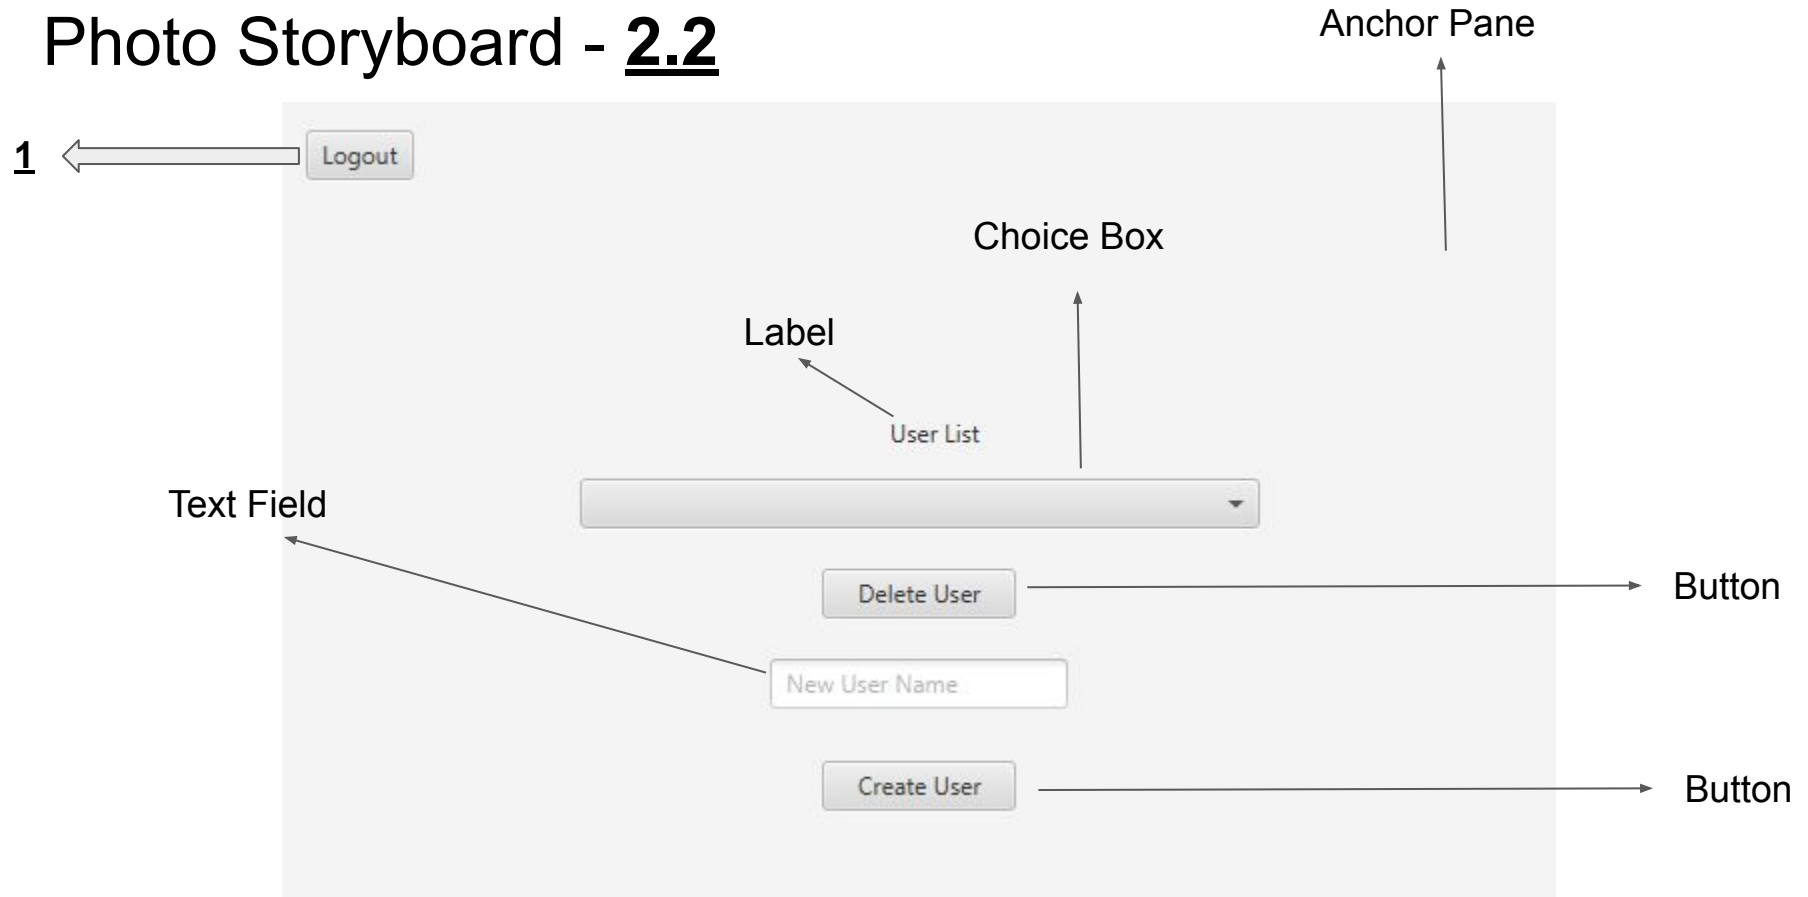 Photo Storyboard - 2.2
Anchor Pane
1
Logout
Choice Box
Label
User List
Text Field
Delete User
Button
New User Name
Create User
Button